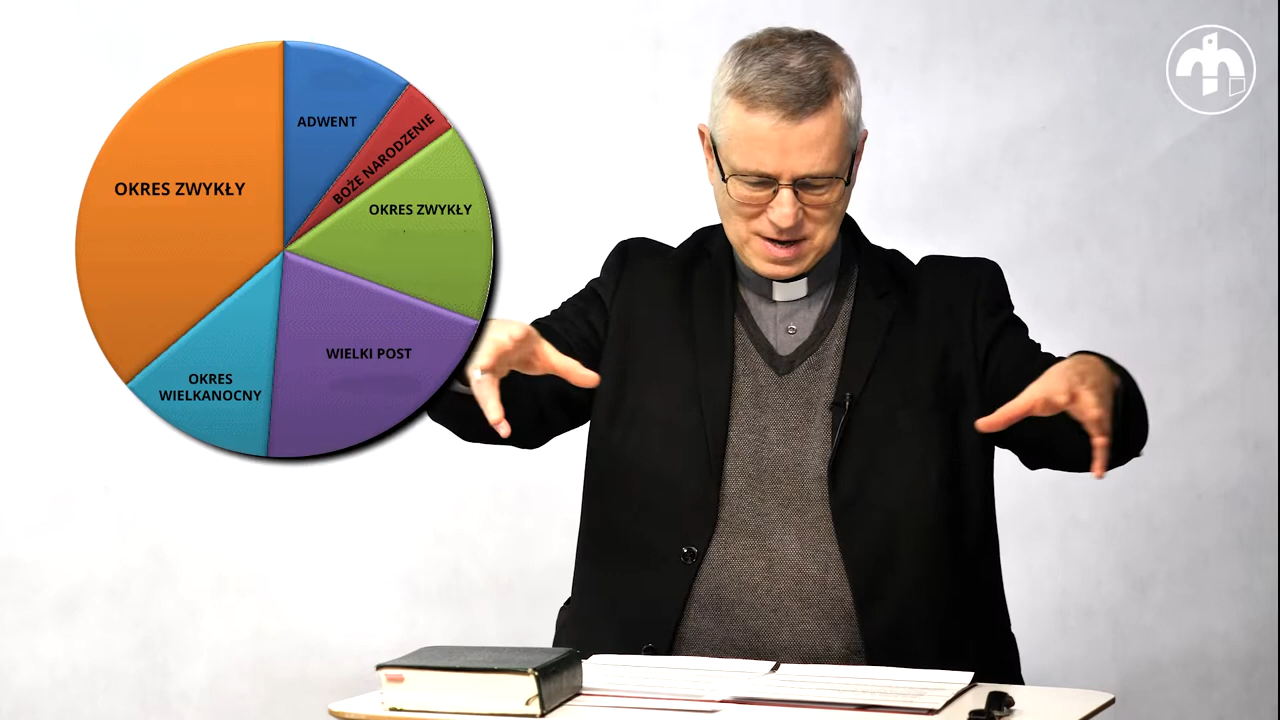 ADWENT
BOŻE NARODZENIE
OKRES ZWYKŁY
WIELKI POST
OKRES
WIELKANOCNY
OKRES ZWYKŁY